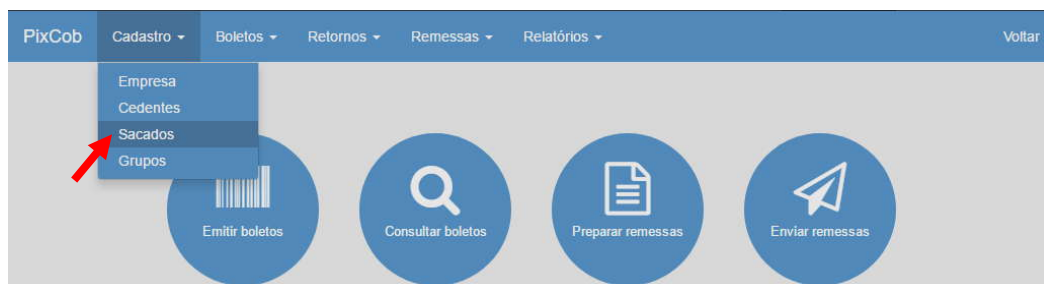 PixCob Cadastro Boletos Retornos Remessas Relatórios Voltar
Empresa
Cedentes
Sacados
Grupos
Emitir boletos Consultar boletos Preparar remessas Enviar remessas